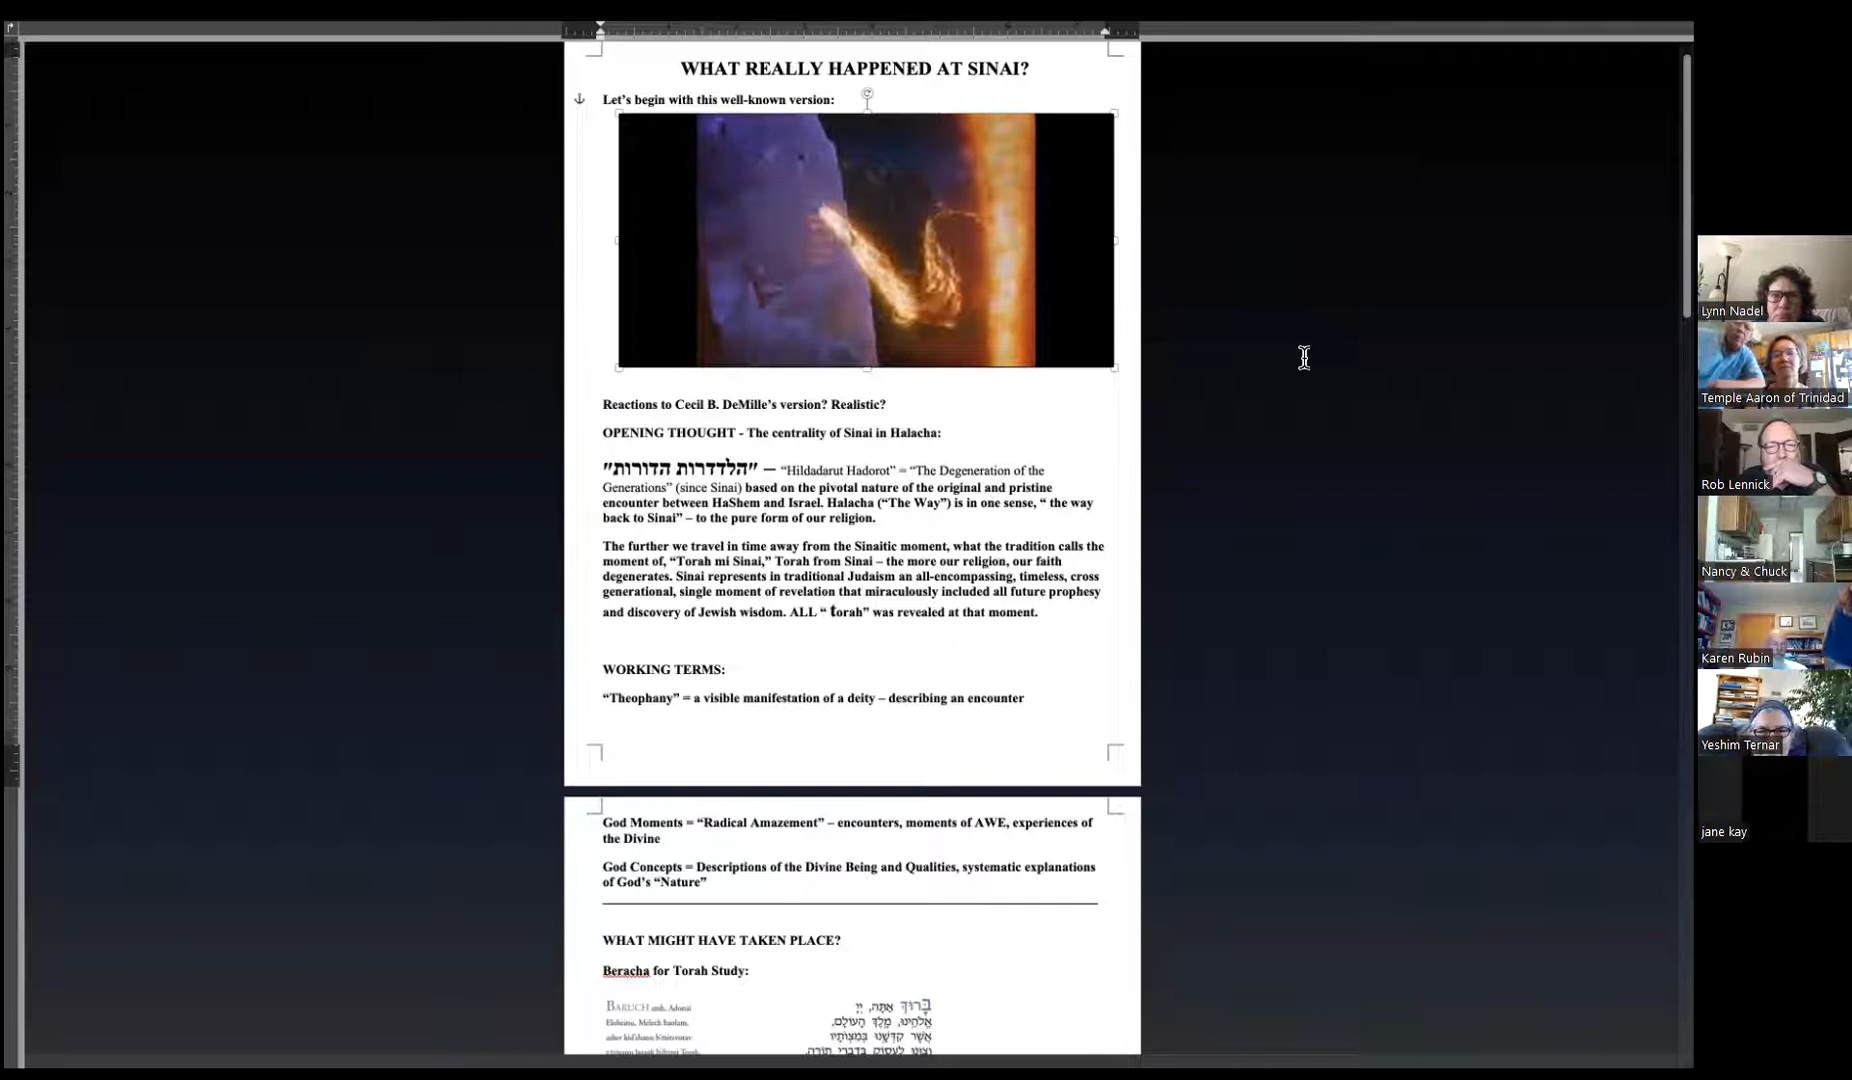 WHAT REALLY HAPPENED AT SINAI?
Let's begin with this well-known version:
Reactions to Cecil B. DeMille's version? Realistic?
OPENING THOUGHT - The centrality of Sinai in Halacha:
"הלדדרות הדורות" — “Hildadarut Hadorot” = “The Degeneration of the
Generations” (since Sinai) based on the pivotal nature of the original and pristine
encounter between HaShem and Israel. Halacha (“The Way”) is in one sense, “ the way
back to Sinai” – to the pure form of our religion.
The further we travel in time away from the Sinaitic moment, what the tradition calls the
moment of, “Torah mi Sinai,” Torah from Sinai – the more our religion, our faith
degenerates. Sinai represents in traditional Judaism an all-encompassing, timeless, cross
generational, single moment of revelation that miraculously included all future prophesy
and discovery of Jewish wisdom. ALL “ torah” was revealed at that moment.
WORKING TERMS:
“Theophany” = a visible manifestation of a deity – describing an encounter
God Moments = “Radical Amazement” – encounters, moments of AWE, experiences of
the Divine
God Concepts = Descriptions of the Divine Being and Qualities, systematic explanations
of God's “Nature”
WHAT MIGHT HAVE TAKEN PLACE?
Beracha for Torah Study:
BARUCH atah, Adonai
Eloheinu, Melech haolam,
asher kid'shanu b'mitzvotav
בָּרוּךְ אַתָּה, יְיָ
אֱלֹהֵינוּ, מֶלֶךְ הָעוֹלָם,
אֲשֶׁר קִדְּשָׁנוּ בְּמִצְוֹתָיו
וְצִוָּנוּ לַעֲסוֹק בְּדִבְרֵי תוֹרָה.
Lynn Nadel
Temple Aaron of Trinidad
Rob Lennick
Nancy & Chuck
Karen Rubin
Yeshim Ternar
jane kay